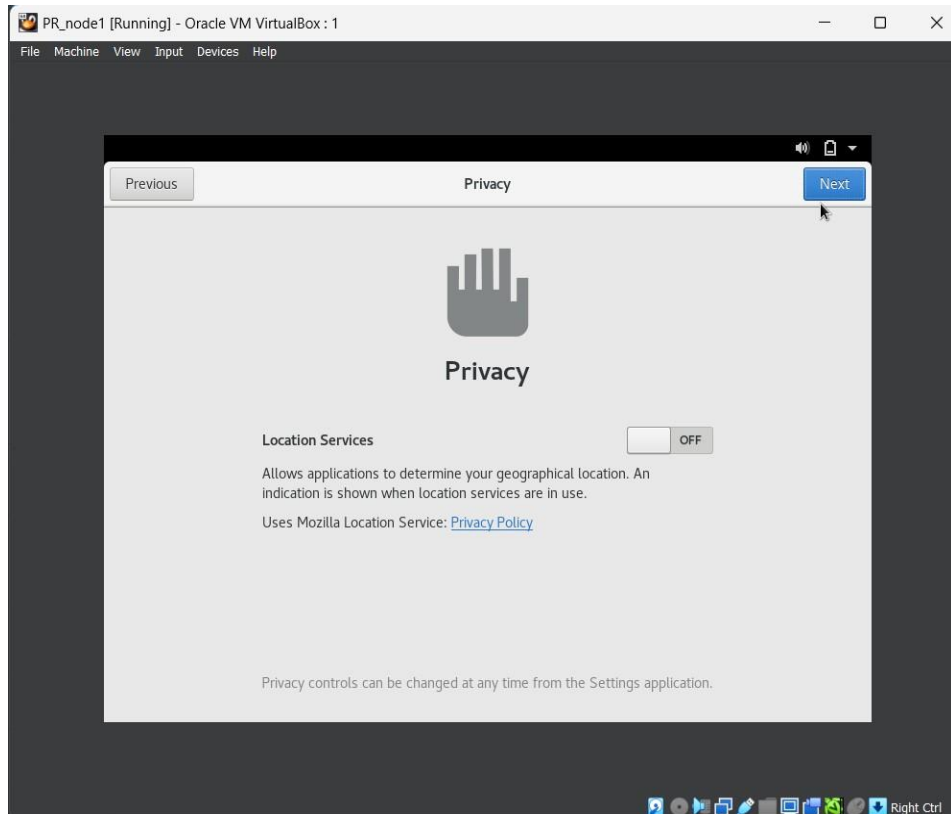 PR_node1 [Running] - Oracle VM VirtualBox : 1
File Machine View Input Devices Help
Previous
Privacy
Next
Privacy
Location Services
OFF
Allows applications to determine your geographical location. An
indication is shown when location services are in use.
Uses Mozilla Location Service: Privacy Policy
Privacy controls can be changed at any time from the Settings application.
Right Ctrl